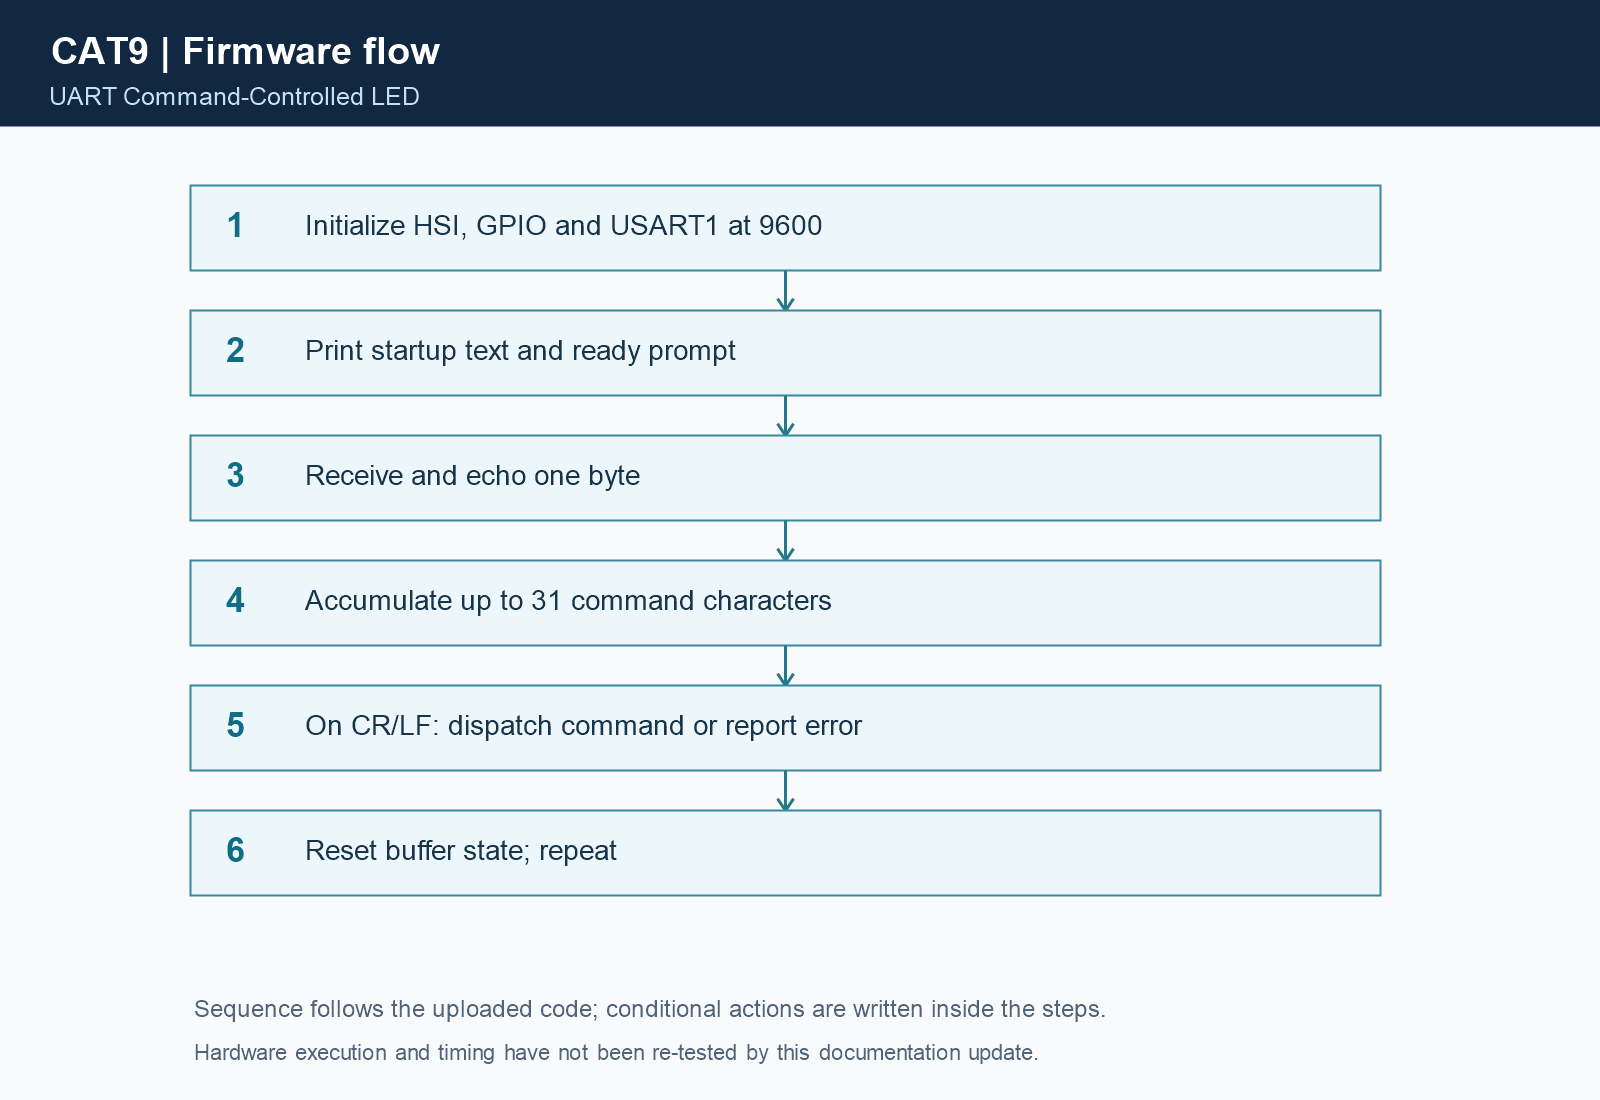 CAT9 | Firmware flow
UART Command-Controlled LED
1 Initialize HSI, GPIO and USART1 at 9600
2 Print startup text and ready prompt
3 Receive and echo one byte
4 Accumulate up to 31 command characters
5 On CR/LF: dispatch command or report error
6 Reset buffer state; repeat
Sequence follows the uploaded code; conditional actions are written inside the steps.
Hardware execution and timing have not been re-tested by this documentation update.